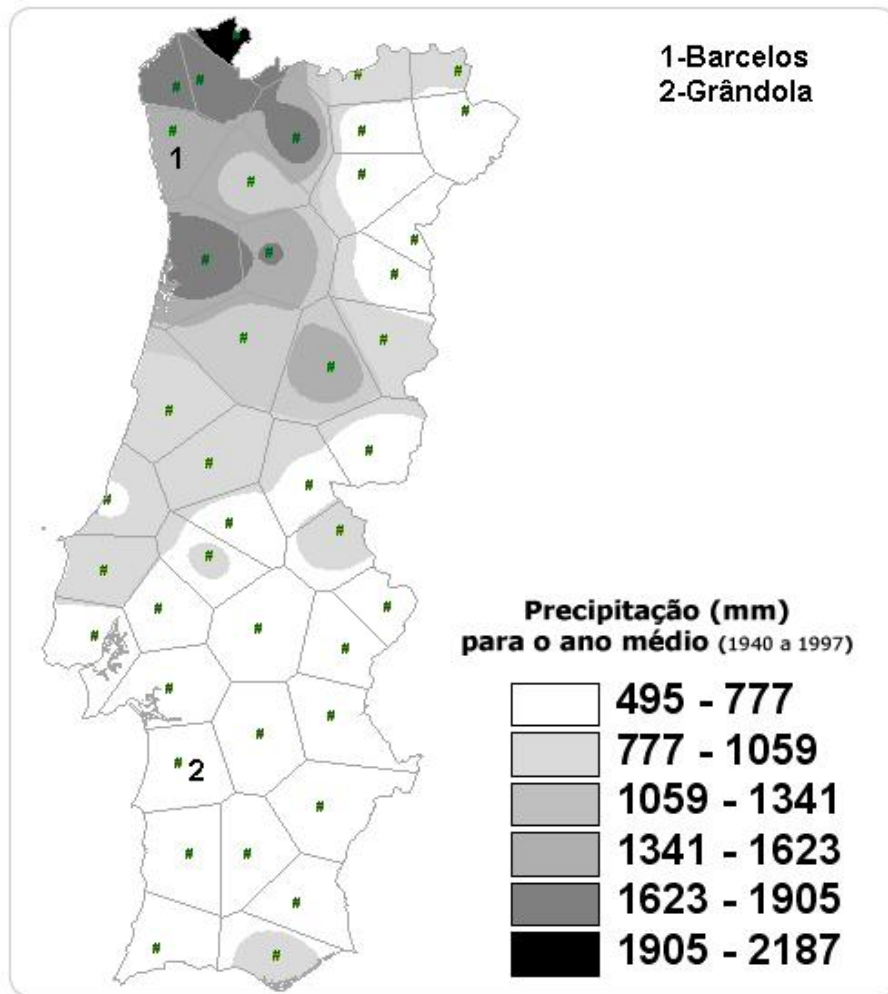 1-Barcelos
2-Grândola
1
2
Precipitação (mm)
para o ano médio (1940 a 1997)
495 - 777
777 - 1059
1059 - 1341
1341 - 1623
1623 - 1905
1905 - 2187